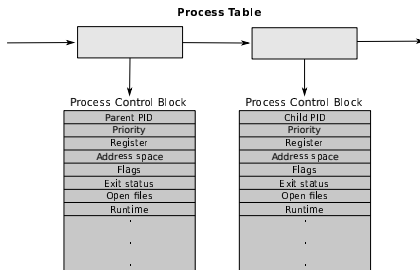 Process Table
Process Control Block
Parent PID
Priority
Register
Address space
Flags
Exit status
Open files
Runtime
.
.
.
Process Control Block
Child PID
Priority
Register
Address space
Flags
Exit status
Open files
Runtime
.
.
.